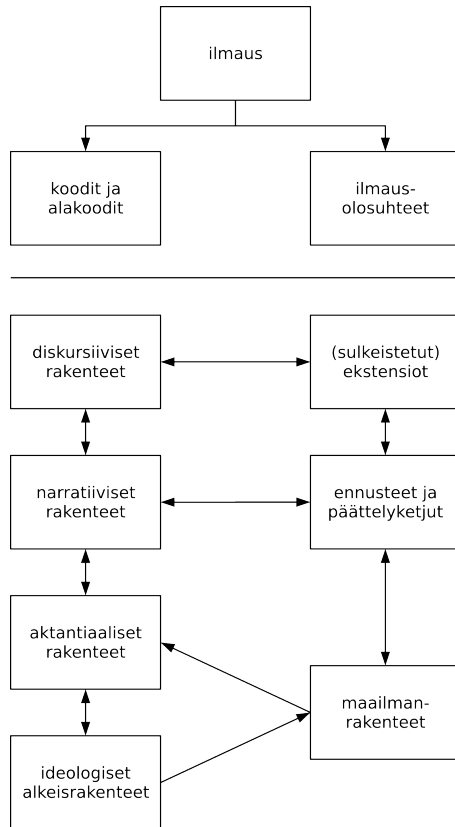 ilmaus
koodit ja
alakoodit
ilmaus-
olosuhteet
diskursiiviset
rakenteet
(sulkeistetut)
ekstensiot
narratiiviset
rakenteet
ennusteet ja
päättelyketjut
aktantiaaliset
rakenteet
maailman-
rakenteet
ideologiset
alkeisrakenteet